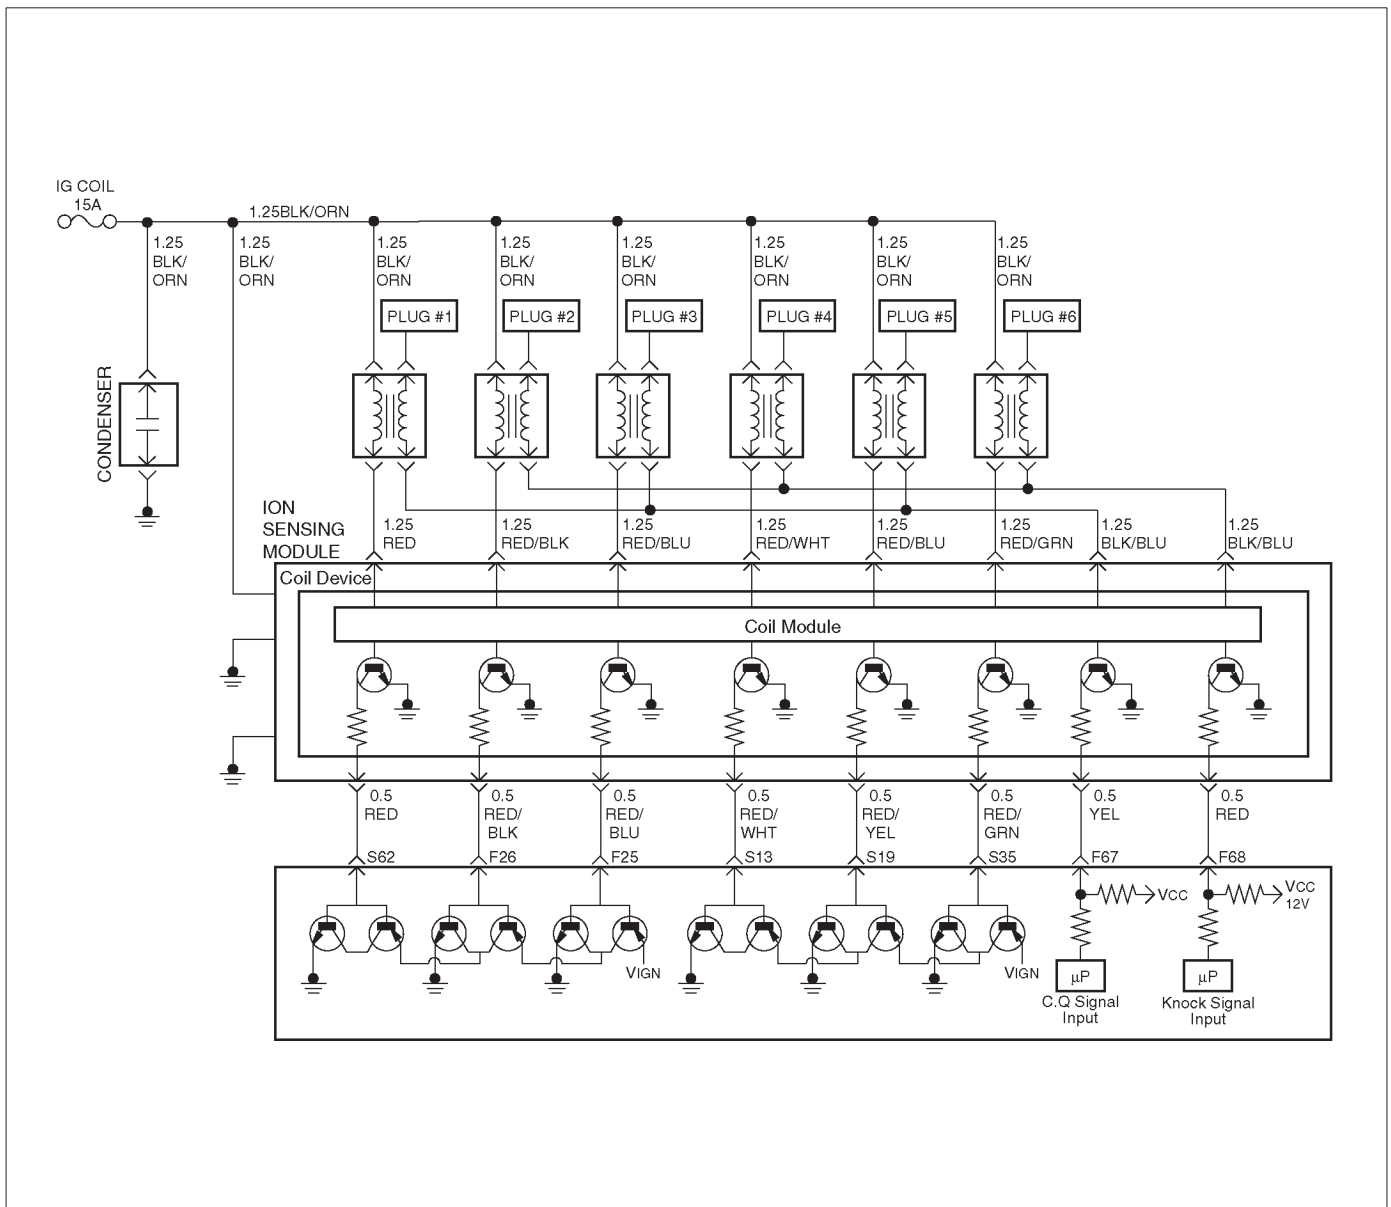 IG COIL
15A
1.25BLK/ORN
1.25
BLK/
ORN
1.25
BLK/
ORN
1.25
BLK/
ORN
1.25
BLK/
ORN
1.25
BLK/
ORN
1.25
BLK/
ORN
1.25
BLK/
ORN
1.25
BLK/
ORN
PLUG #1
PLUG #2
PLUG #3
PLUG #4
PLUG #5
PLUG #6
CONDENSER
ION
SENSING
MODULE
1.25
RED
1.25
RED/BLK
1.25
RED/BLU
1.25
RED/WHT
1.25
RED/BLU
1.25
RED/GRN
1.25
BLK/BLU
1.25
BLK/BLU
Coil Device
Coil Module
0.5
RED
0.5
RED/
BLK
0.5
RED/
BLU
0.5
RED/
WHT
0.5
RED/
YEL
0.5
RED/
GRN
0.5
YEL
0.5
RED
S62
F26
F25
S13
S19
S35
F67
F68
VCC
VCC
12V
VIGN
VIGN
µP
µP
C.Q Signal
Input
Knock Signal
Input